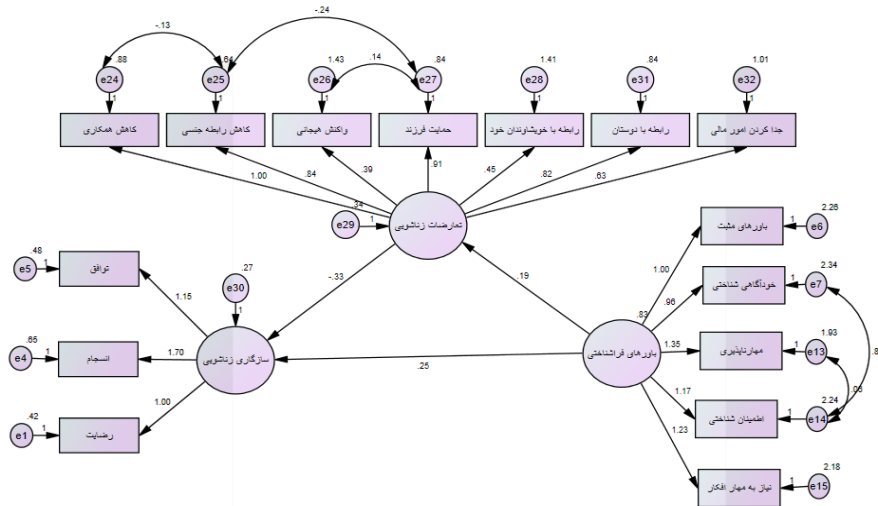 -.13
-.24
.88
.64
1.43
.14
.84
1.41
.84
1.01
e24
e25
e26
e27
e28
e31
e32
1
1
1
1
1
1
1
کاهش همکاری
کاهش رابطه جنسی
واکنش هیجانی
حمایت فرزند
رابطه با خویشاوندان خود
رابطه با دوستان
جدا کردن امور مالی
1.00
.84
.39
.91
.45
.82
.63
.34
e29
1
تعارضات زناشویی
باورهای مثبت
1
2.26
e6
.48
e5
1
توافق
.27
e30
1
-.33
.19
1.00
خودآگاهی شناختی
1
2.34
e7
1.15
.83
.96
.65
e4
1
انسجام
1.70
سازگاری زناشویی
.25
باورهای فراشناختی
1.35
مهارناپذیری
1
1.93
e13
.8
.06
1.17
اطمینان شناختی
1
2.24
e14
.42
e1
1
رضایت
1.00
1.23
نیاز به مهار افکار
1
2.18
e15